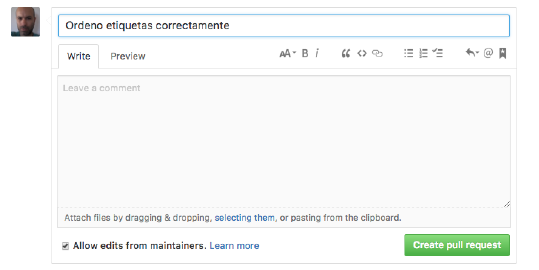 Ordeno etiquetas correctamente
Write Preview AA B i “ <> @
Leave a comment
Attach files by dragging & dropping, selecting them, or pasting from the clipboard.
Allow edits from maintainers. Learn more Create pull request